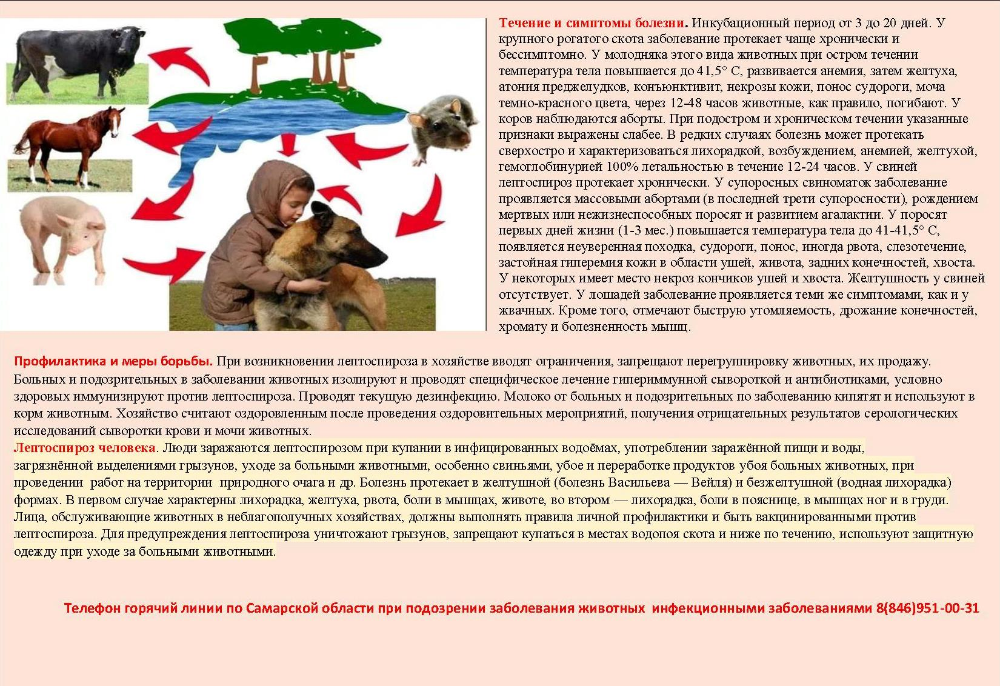 Течение и симптомы болезни. Инкубационный период от 3 до 20 дней. У
крупного рогатого скота заболевание протекает чаще хронически и
бессимптомно. У молодняка этого вида животных при остром течении
температура тела повышается до 41,5° С, развивается анемия, затем желтуха,
атония преджелудков, конъюнктивит, некрозы кожи, понос судороги, моча
темно-красного цвета, через 12-48 часов животные, как правило, погибают. У
коров наблюдаются аборты. При подостром и хроническом течении указанные
признаки выражены слабее. В редких случаях болезнь может протекать
сверхостро и характеризоваться лихорадкой, возбуждением, анемией, желтухой,
гемоглобинурией 100% летальностью в течение 12-24 часов. У свиней
лептоспироз протекает хронически. У супоросных свиноматок заболевание
проявляется массовыми абортами (в последней трети супоросности), рождением
мертвых или нежизнеспособных поросят и развитием агалактии. У поросят
первых дней жизни (1-3 мес.) повышается температура тела до 41-41,5° С,
появляется неуверенная походка, судороги, понос, иногда рвота, слезотечение,
застойная гиперемия кожи в области ушей, живота, задних конечностей, хвоста.
У некоторых имеет место некроз кончиков ушей и хвоста. Желтушность у свиней
отсутствует. У лошадей заболевание проявляется теми же симптомами, как и у
жвачных. Кроме того, отмечают быструю утомляемость, дрожание конечностей,
хромату и болезненность мышц.
Профилактика и меры борьбы. При возникновении лептоспироза в хозяйстве вводят ограничения, запрещают перегруппировку животных, их продажу.
Больных и подозрительных в заболевании животных изолируют и проводят специфическое лечение гипериммунной сывороткой и антибиотиками, условно
здоровых иммунизируют против лептоспироза. Проводят текущую дезинфекцию. Молоко от больных и подозрительных по заболеванию кипятят и используют в
корм животным. Хозяйство считают оздоровленным после проведения оздоровительных мероприятий, получения отрицательных результатов серологических
исследований сыворотки крови и мочи животных.
Лептоспироз человека. Люди заражаются лептоспирозом при купании в инфицированных водоёмах, употреблении заражённой пищи и воды,
загрязнённой выделениями грызунов, уходе за больными животными, особенно свиньями, убое и переработке продуктов убоя больных животных, при
проведении работ на территории природного очага и др. Болезнь протекает в желтушной (болезнь Васильева — Вейля) и безжелтушной (водная лихорадка)
формах. В первом случае характерны лихорадка, желтуха, рвота, боли в мышцах, животе, во втором — лихорадка, боли в пояснице, в мышцах ног и в груди.
Лица, обслуживающие животных в неблагополучных хозяйствах, должны выполнять правила личной профилактики и быть вакцинированными против
лептоспироза. Для предупреждения лептоспироза уничтожают грызунов, запрещают купаться в местах водопоя скота и ниже по течению, используют защитную
одежду при уходе за больными животными.
Телефон горячий линии по Самарской области при подозрении заболевания животных инфекционными заболеваниями 8(846)951-00-31